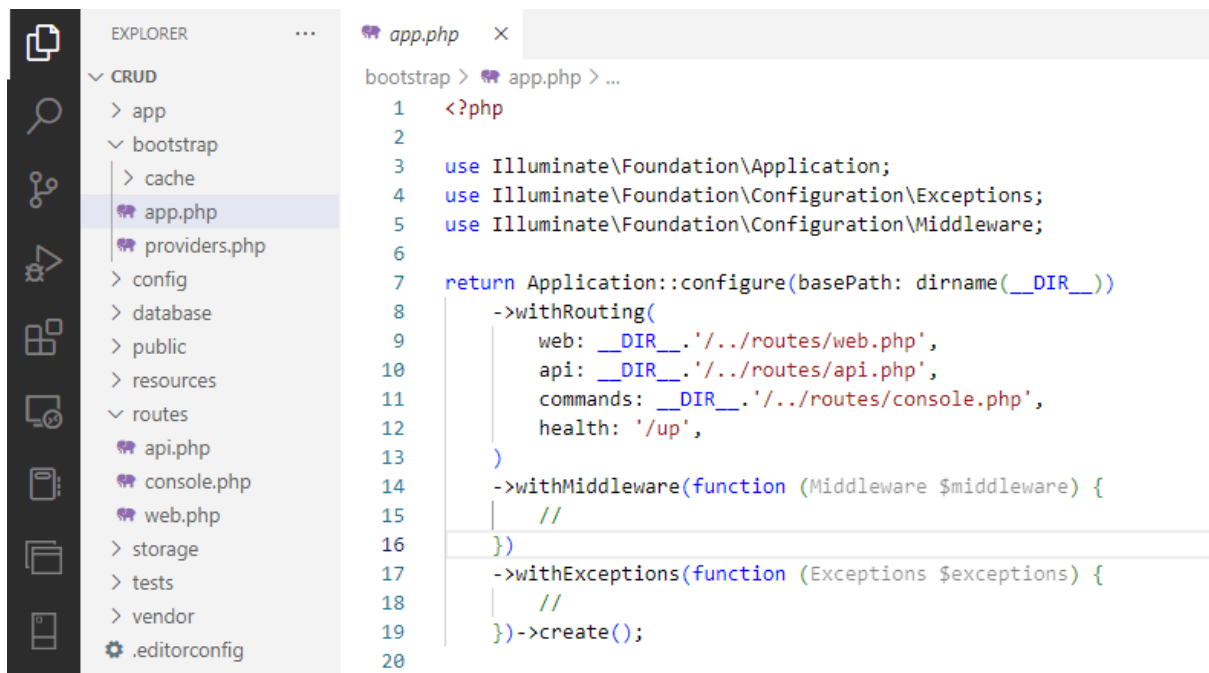 EXPLORER ...
CRUD
app
bootstrap
cache
app.php
providers.php
config
database
public
resources
routes
api.php
console.php
web.php
storage
tests
vendor
.editorconfig
app.php
bootstrap > app.php > ...
1 <?php
2
3 use Illuminate\Foundation\Application;
4 use Illuminate\Foundation\Configuration\Exceptions;
5 use Illuminate\Foundation\Configuration\Middleware;
6
7 return Application::configure(basePath: dirname(__DIR__))
8     ->withRouting(
9         web: __DIR__.'/../routes/web.php',
10         api: __DIR__.'/../routes/api.php',
11         commands: __DIR__.'/../routes/console.php',
12         health: '/up',
13     )
14     ->withMiddleware(function (Middleware $middleware) {
15         //
16     })
17     ->withExceptions(function (Exceptions $exceptions) {
18         //
19     })->create();
20